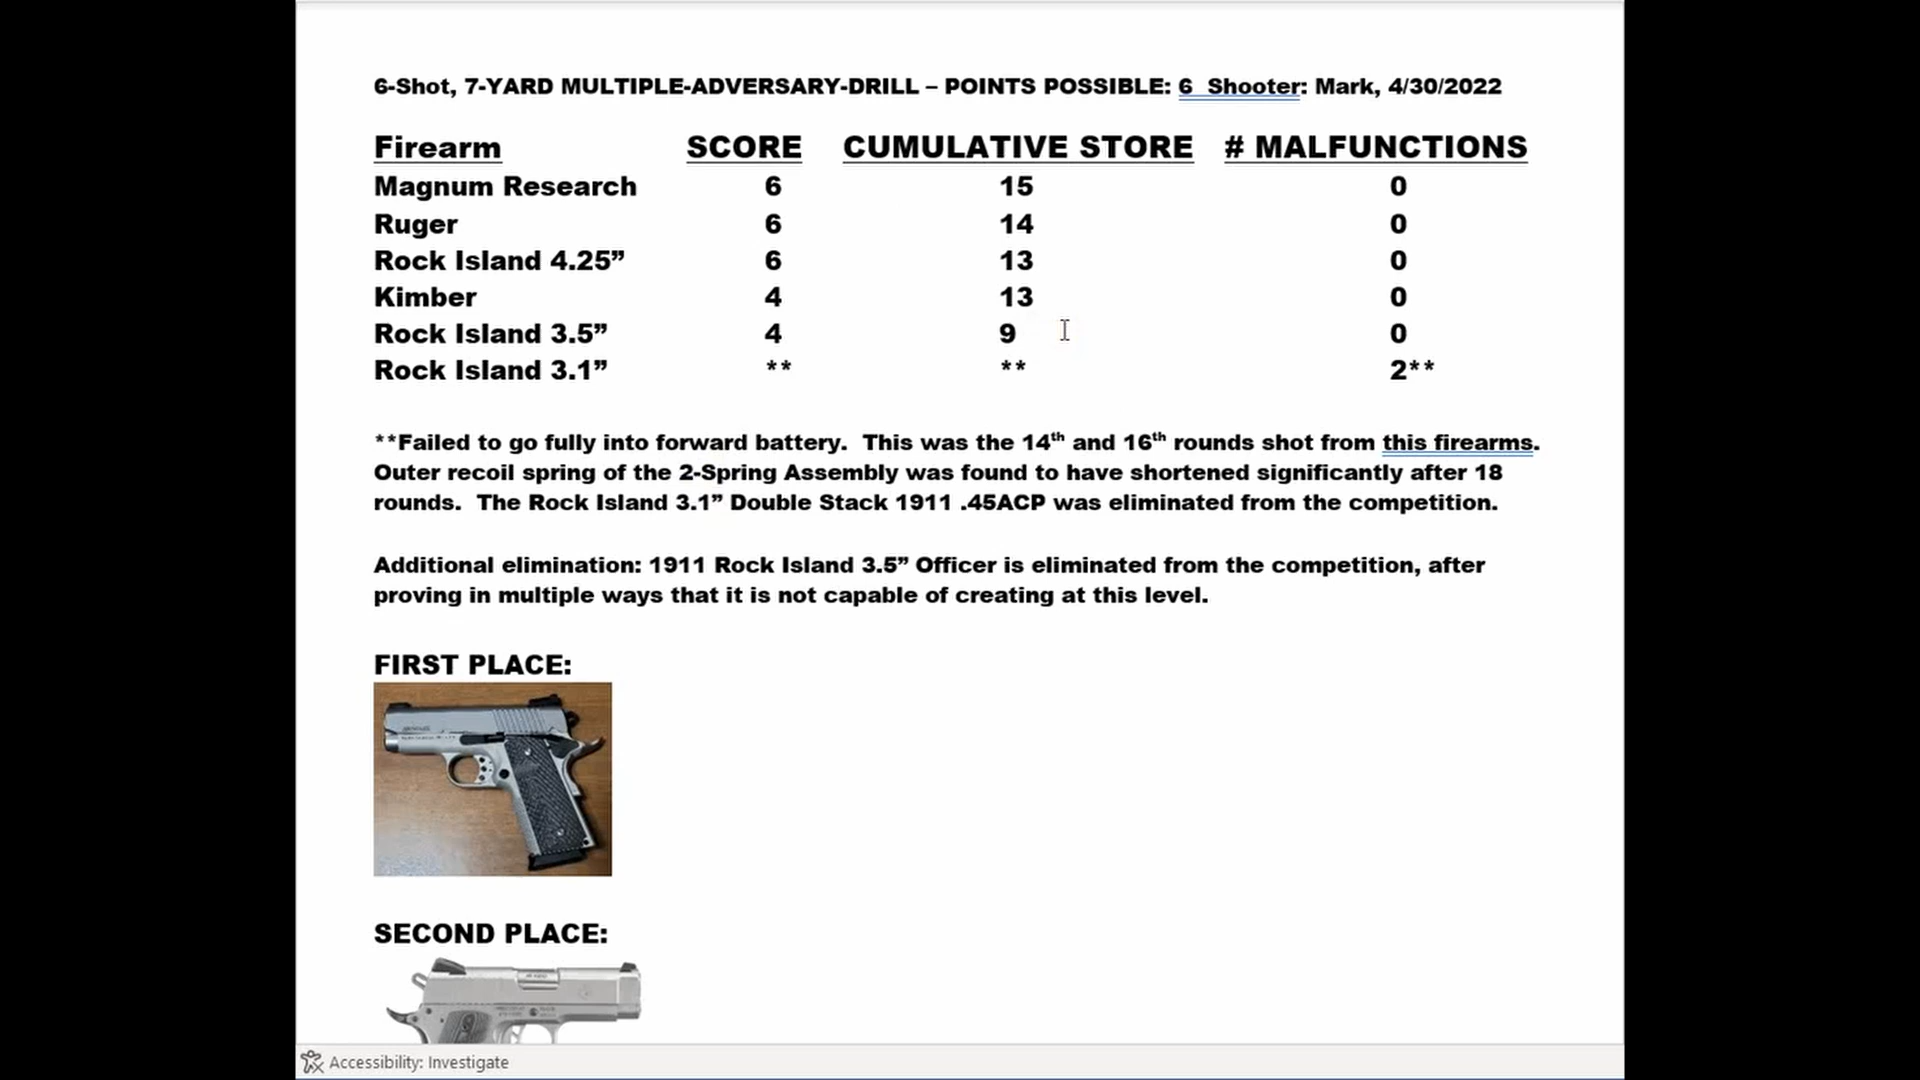 6-Shot, 7-YARD MULTIPLE-ADVERSARY-DRILL – POINTS POSSIBLE: 6  Shooter: Mark, 4/30/2022
Firearm SCORE CUMULATIVE STORE # MALFUNCTIONS
Magnum Research 6 15 0
Ruger 6 14 0
Rock Island 4.25” 6 13 0
Kimber 4 13 0
Rock Island 3.5” 4 9 0
Rock Island 3.1” ** ** 2**
**Failed to go fully into forward battery.  This was the 14th and 16th rounds shot from this firearms.
Outer recoil spring of the 2-Spring Assembly was found to have shortened significantly after 18
rounds.  The Rock Island 3.1” Double Stack 1911 .45ACP was eliminated from the competition.
Additional elimination: 1911 Rock Island 3.5” Officer is eliminated from the competition, after
proving in multiple ways that it is not capable of creating at this level.
FIRST PLACE:
SECOND PLACE:
Accessibility: Investigate